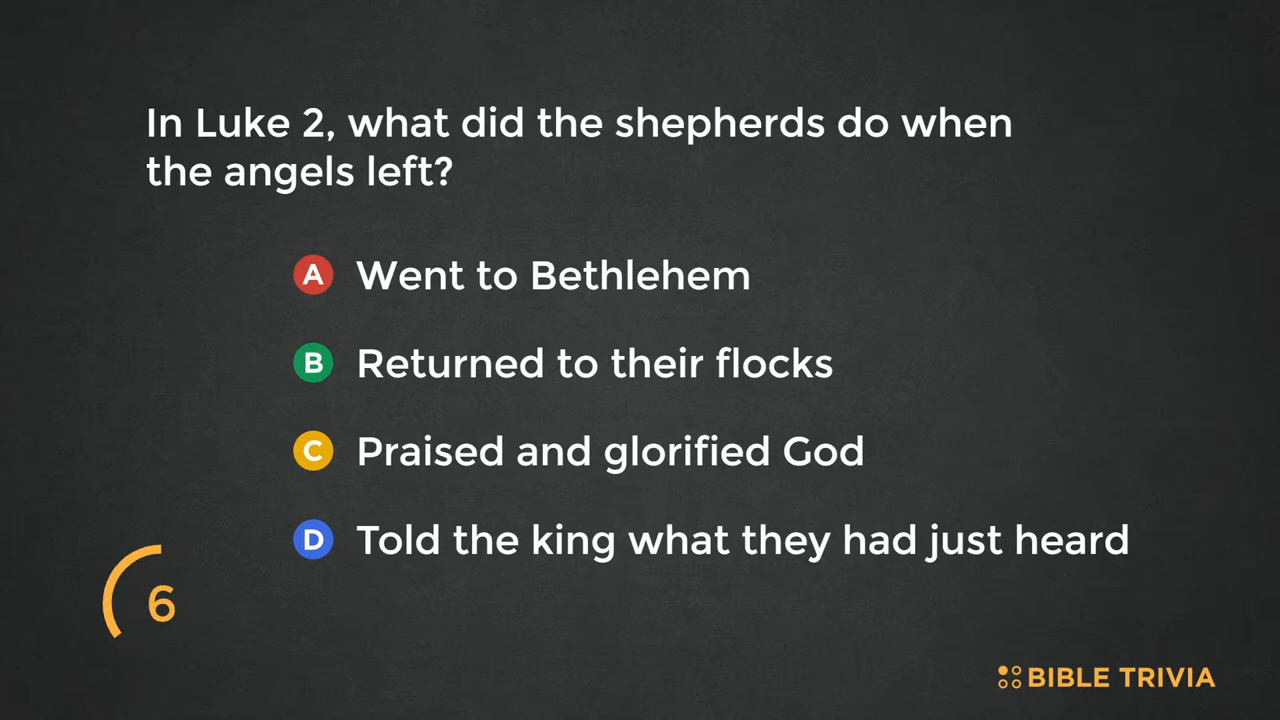 In Luke 2, what did the shepherds do when
the angels left?
A Went to Bethlehem
B Returned to their flocks
C Praised and glorified God
D Told the king what they had just heard
6
BIBLE TRIVIA